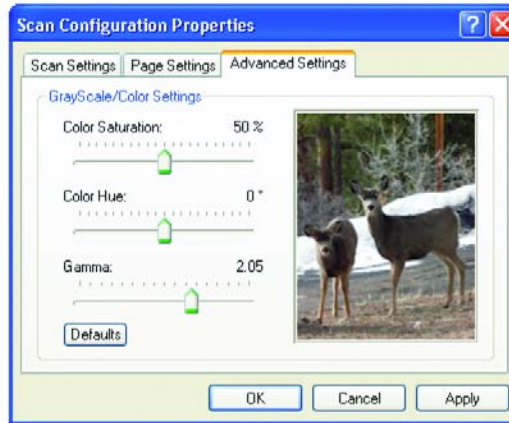 Scan Configuration Properties
Scan Settings Page Settings Advanced Settings
GrayScale/Color Settings
Color Saturation: 50 %
Color Hue: 0 °
Gamma: 2.05
Defaults
OK Cancel Apply